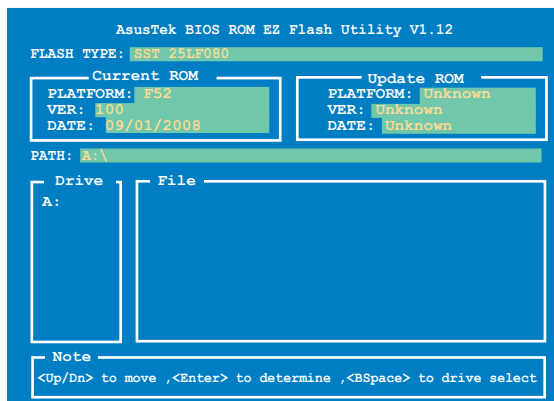 AsusTek BIOS ROM EZ Flash Utility V1.12
FLASH TYPE: SST 25LF080
Current ROM
PLATFORM: F52
VER: 100
DATE: 09/01/2008
Update ROM
PLATFORM: Unknown
VER: Unknown
DATE: Unknown
PATH: A:\
Drive
A:
File
Note
<Up/Dn> to move ,<Enter> to determine ,<BSpace> to drive select